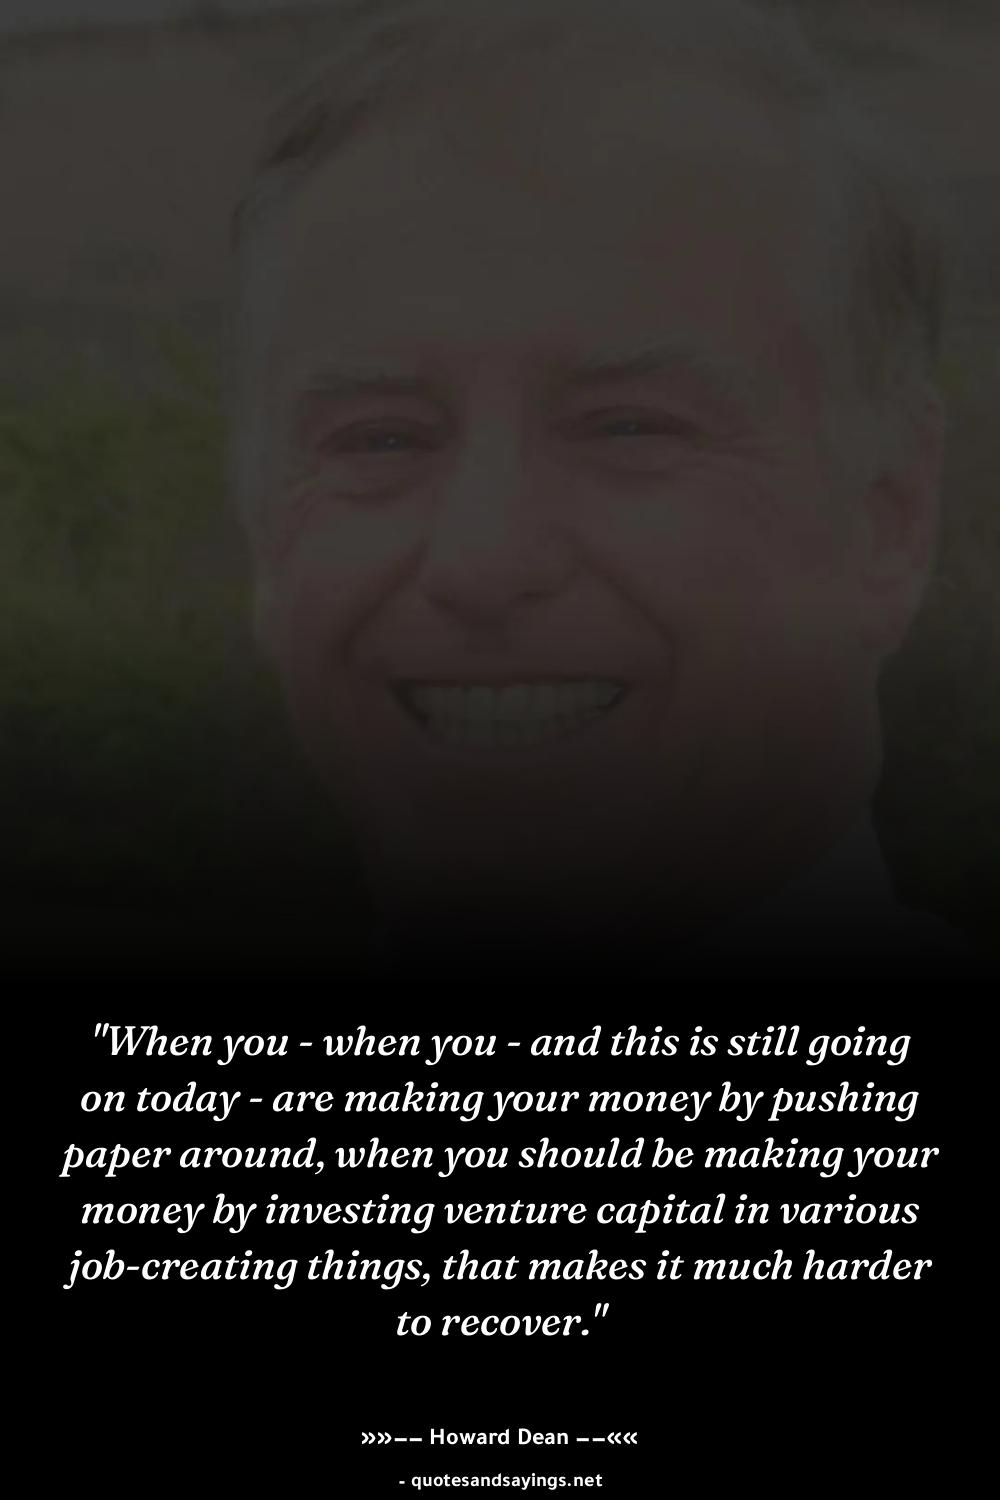 "When you - when you - and this is still going
on today - are making your money by pushing
paper around, when you should be making your
money by investing venture capital in various
job-creating things, that makes it much harder
to recover."
»»–– Howard Dean ––««
- quotesandsayings.net